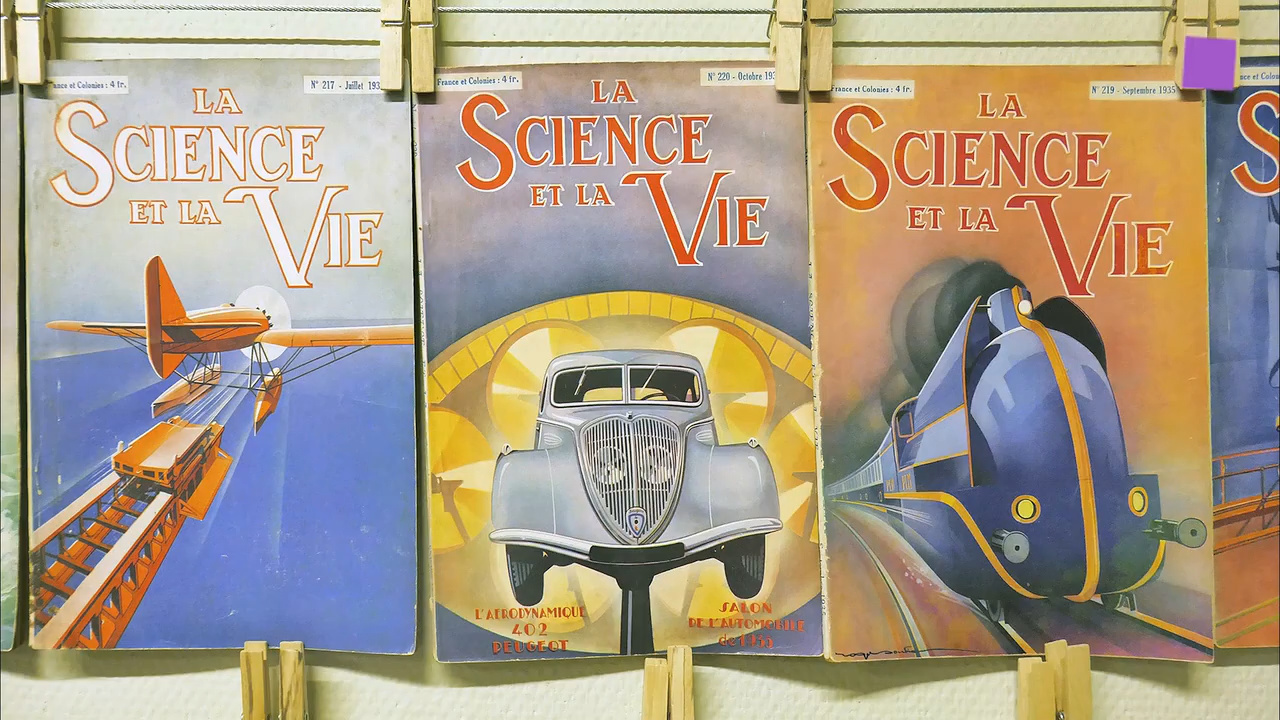 France et Colonies : 4 fr.
N° 217 - Juillet 193
LA
SCIENCE
ET LA
VIE
France et Colonies : 4 fr.
N° 220 - Octobre 193
LA
SCIENCE
ET LA
VIE
L'AERODYNAMIQUE
402
PEUGEOT
SALON
DE L'AUTOMOBILE
de 1935
France et Colonies : 4 fr.
N° 219 - Septembre 1935
LA
SCIENCE
ET LA
VIE
S